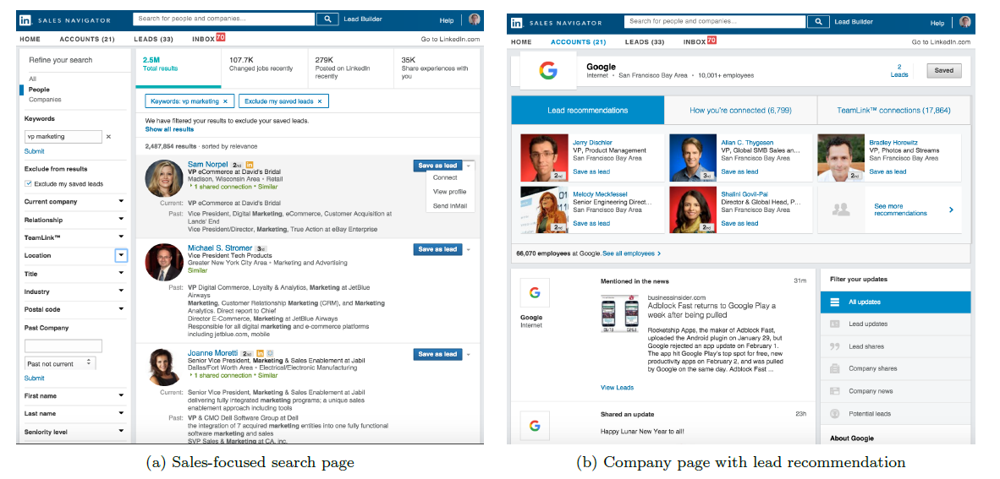 in SALES NAVIGATOR
Search for people and companies...
Lead Builder
Help
HOME ACCOUNTS (21) LEADS (33) INBOX 70
Go to LinkedIn.com
Refine your search
All
People
Companies
Keywords
vp marketing ×
Submit
Exclude from results
Exclude my saved leads
Current company
Relationship
TeamLink™
Location
Title
Industry
Postal code
Past Company
Past not current
Submit
First name
Last name
Seniority level
2.5M
Total results
107.7K
Changed jobs recently
279K
Posted on LinkedIn
recently
35K
Share experiences with
you
Keywords: vp marketing ×
Exclude my saved leads ×
We have filtered your results to exclude your saved leads.
Show all results
2,487,854 results · sorted by relevance
Sam Norpel 2nd in
VP eCommerce at David's Bridal
Madison, Wisconsin Area • Retail
1 shared connection • Similar
Current: VP eCommerce at David's Bridal
Past: Vice President, Digital Marketing, eCommerce, Customer Acquisition at
Lands' End
Vice President/Director, Marketing, True Action at eBay Enterprise
Save as lead
Connect
View profile
Send InMail
Michael S. Stromer 3rd
Vice President Tech Products
Greater New York City Area • Marketing and Advertising
Similar
Past: VP Digital Commerce, Loyalty & Analytics, Marketing at JetBlue
Airways
Marketing, Customer Relationship Marketing (CRM), and Marketing
Analytics. Direct report to Chief
Director E-Commerce, Marketing at JetBlue Airways
Responsible for all digital marketing and e-commerce platforms
including jetblue.com, mobile
Save as lead
Joanne Moretti 2nd in
Senior Vice President, Marketing & Sales Enablement at Jabil
Dallas/Fort Worth Area • Electrical/Electronic Manufacturing
1 shared connection • Similar
Current: Senior Vice President, Marketing & Sales Enablement at Jabil
delivering fully integrated marketing programs; a unique sales
enablement approach including tools
Past: VP & CMO Dell Software Group at Dell
the integration of 7 acquired marketing entities into one fully functional
software marketing and sales
SVP Sales & Marketing at CA, inc.
Save as lead
(a) Sales-focused search page
in SALES NAVIGATOR
Search for people and companies...
Lead Builder
Help
HOME ACCOUNTS (21) LEADS (33) INBOX 70
Go to LinkedIn.com
G
Google
Internet • San Francisco Bay Area • 10,001+ employees
2
Leads
Saved
Lead recommendations
How you're connected (6,799)
TeamLink™ connections (17,864)
Jerry Dischler
VP, Product Management
San Francisco Bay Area
Save as lead
2nd
Allan C. Thygesen
VP, Global SMB Sales an...
San Francisco Bay Area
Save as lead
3rd
Bradley Horowitz
VP, Photos and Streams
San Francisco Bay Area
Save as lead
2nd
Melody Meckfessel
Senior Engineering Direct...
San Francisco Bay Area
Save as lead
2nd
Shalini Govil-Pai
Director & Global Head, P...
San Francisco Bay Area
Save as lead
2nd
See more
recommendations
66,070 employees at Google. See all employees
G
Google
Internet
Mentioned in the news
31m
businessinsider.com
Adblock Fast returns to Google Play a
week after being pulled
Rocketship Apps, the maker of Adblock Fast,
uploaded the Android plugin on January 29, but
Google rejected an app update on February 1.
The app hit Google Play's top spot for free, new
productivity apps on February 2, and was pulled
by Google on the same day. Adblock Fast ...
View Leads
G
Shared an update
23h
Happy Lunar New Year to all!
Filter your updates
All updates
Lead updates
Lead shares
Company shares
Company news
Potential leads
About Google
(b) Company page with lead recommendation